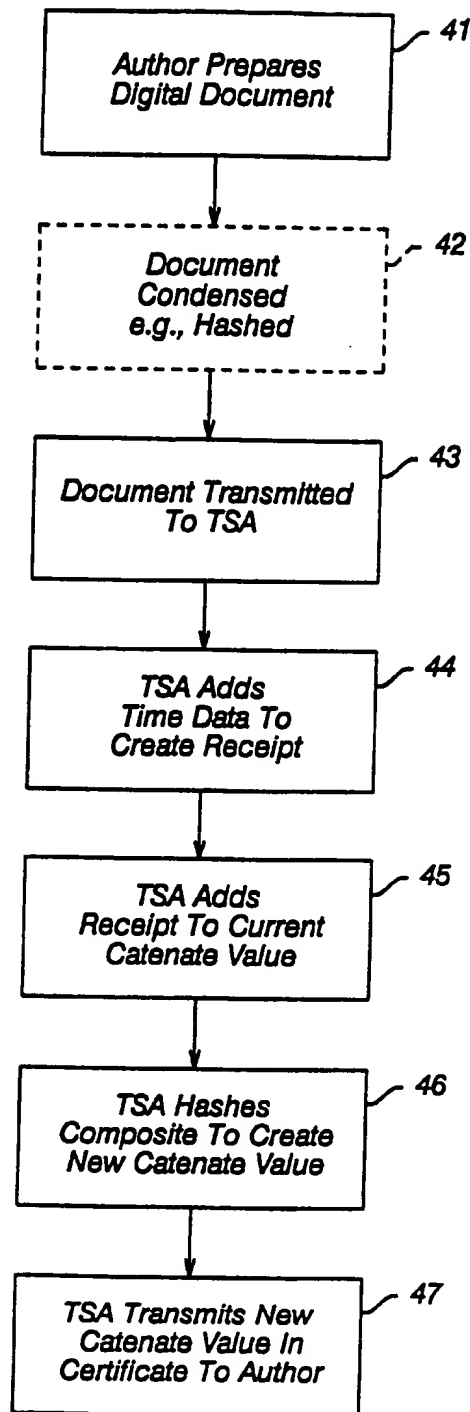 41
Author Prepares
Digital Document
42
Document
Condensed
e.g., Hashed
43
Document Transmitted
To TSA
44
TSA Adds
Time Data To
Create Receipt
45
TSA Adds
Receipt To Current
Catenate Value
46
TSA Hashes
Composite To Create
New Catenate Value
47
TSA Transmits New
Catenate Value In
Certificate To Author